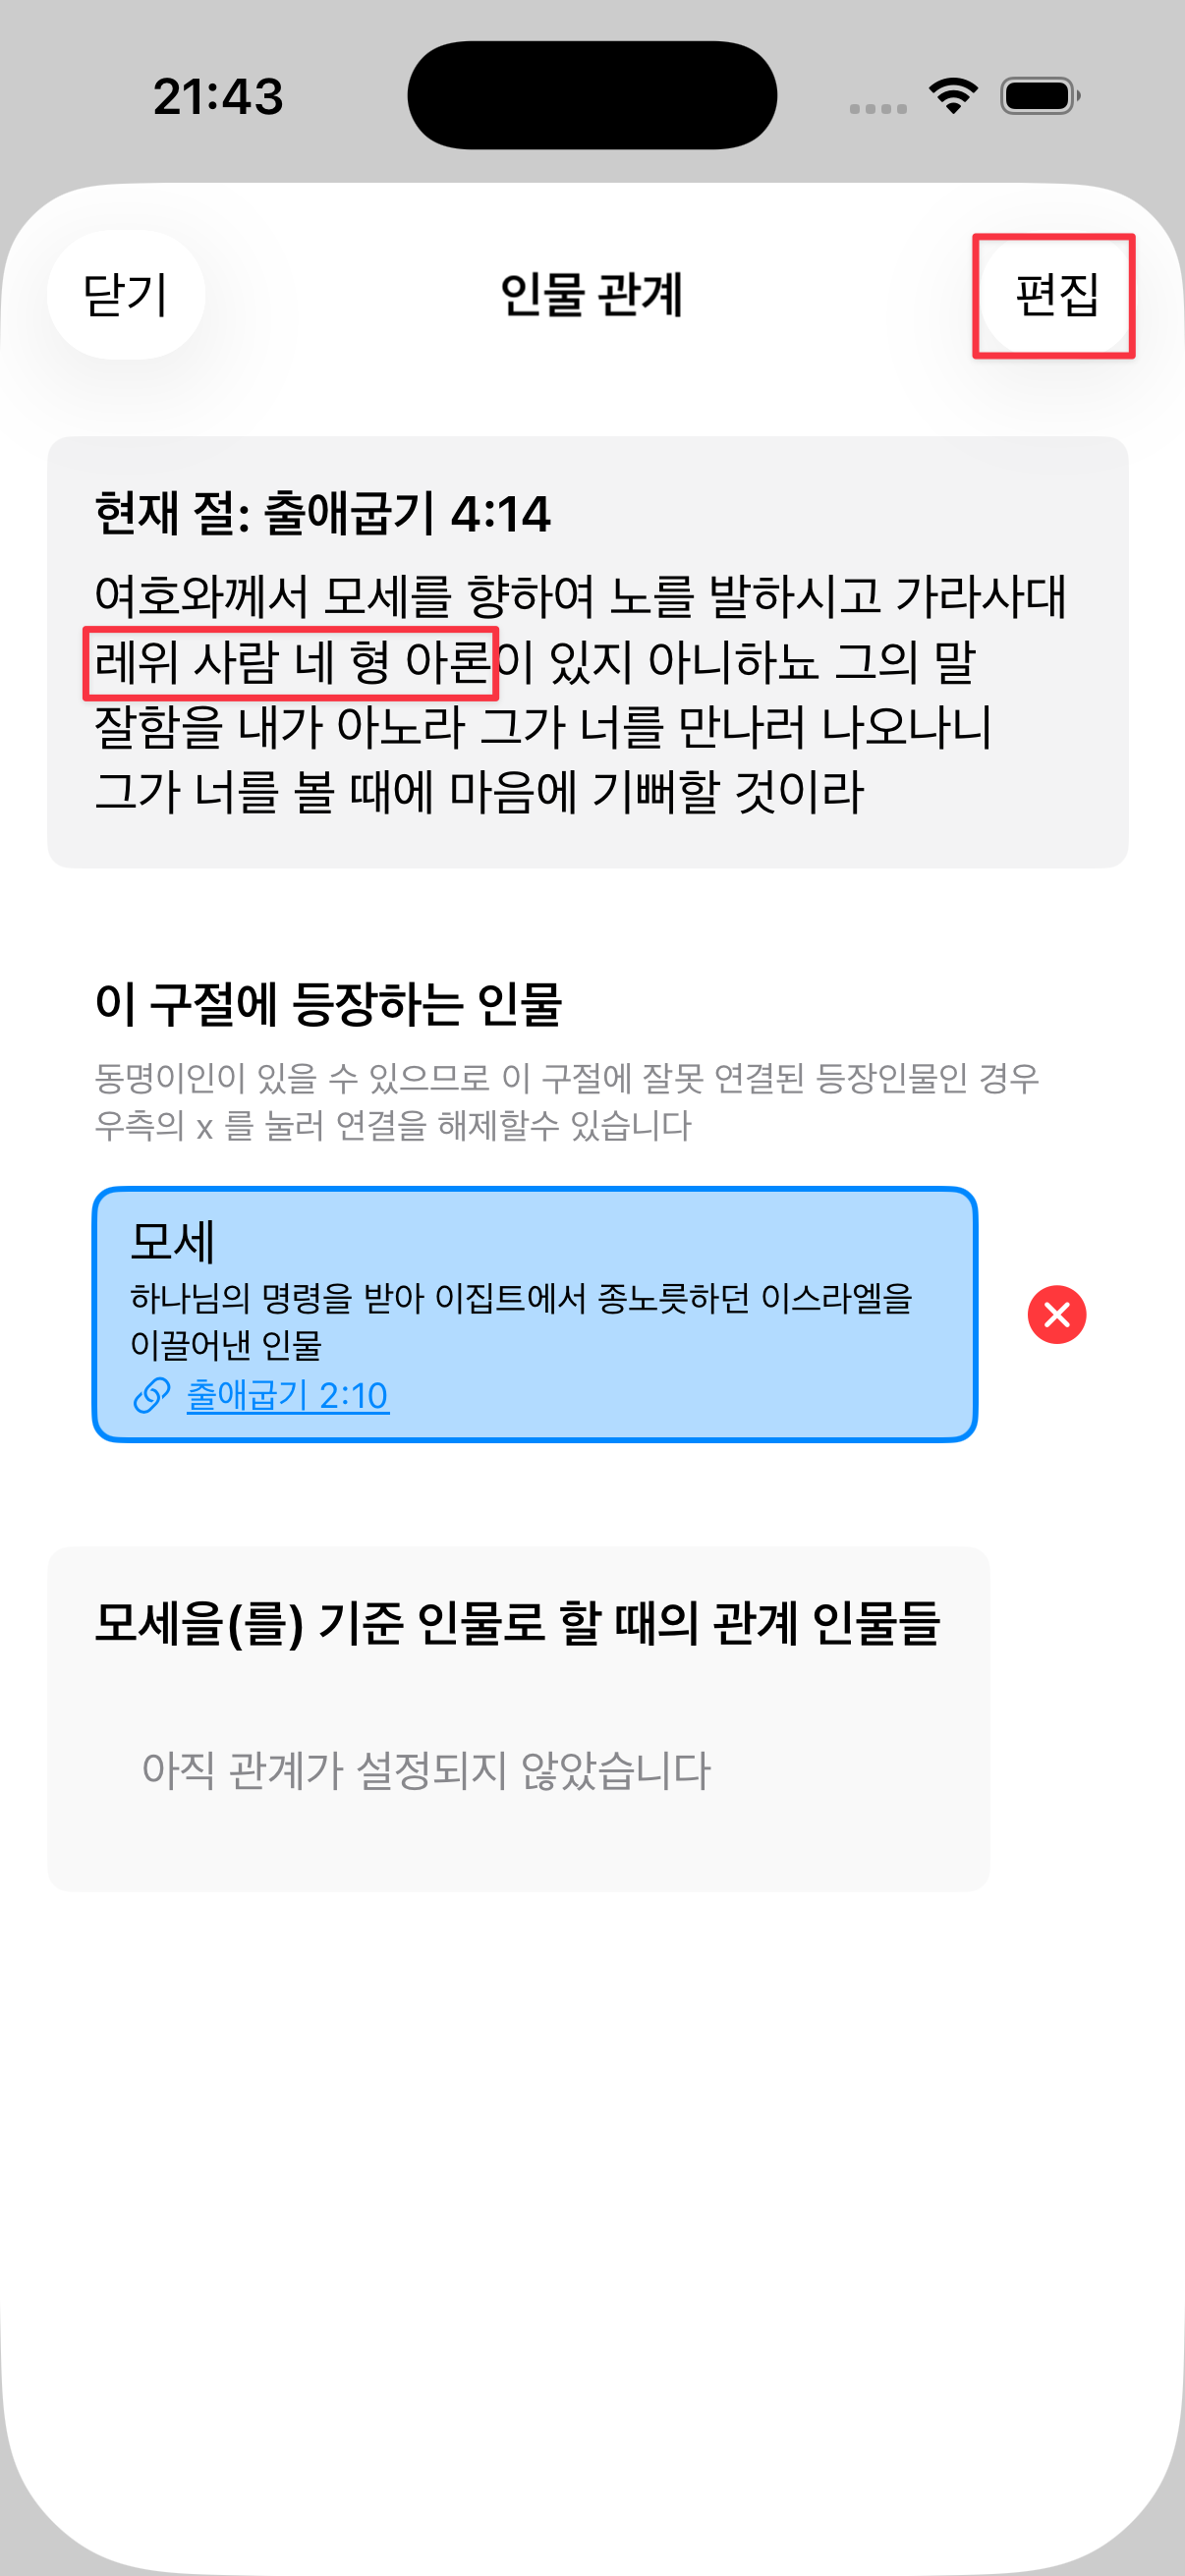 21:43
닫기
인물 관계
편집
현재 절: 출애굽기 4:14
여호와께서 모세를 향하여 노를 발하시고 가라사대
레위 사람 네 형 아론이 있지 아니하뇨 그의 말
잘함을 내가 아노라 그가 너를 만나러 나오나니
그가 너를 볼 때에 마음에 기뻐할 것이라
이 구절에 등장하는 인물
동명이인이 있을 수 있으므로 이 구절에 잘못 연결된 등장인물인 경우
우측의 x 를 눌러 연결을 해제할수 있습니다
모세
하나님의 명령을 받아 이집트에서 종노릇하던 이스라엘을
이끌어낸 인물
출애굽기 2:10
모세을(를) 기준 인물로 할 때의 관계 인물들
아직 관계가 설정되지 않았습니다